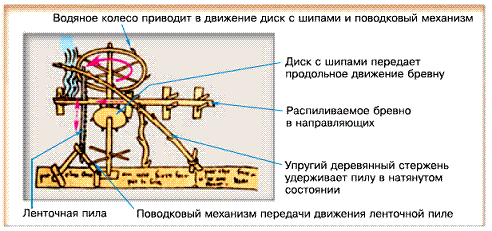 Водяное колесо приводит в движение диск с шипами и поводковый механизм
Диск с шипами передает
продольное движение бревну
Распиливаемое бревно
в направляющих
Упругий деревянный стержень
удерживает пилу в натянутом
состоянии
Ленточная пила
Поводковый механизм передачи движения ленточной пиле